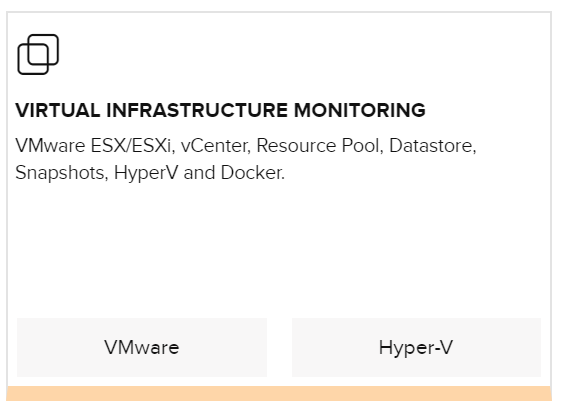 VIRTUAL INFRASTRUCTURE MONITORING
VMware ESX/ESXi, vCenter, Resource Pool, Datastore,
Snapshots, HyperV and Docker.
VMware
Hyper-V